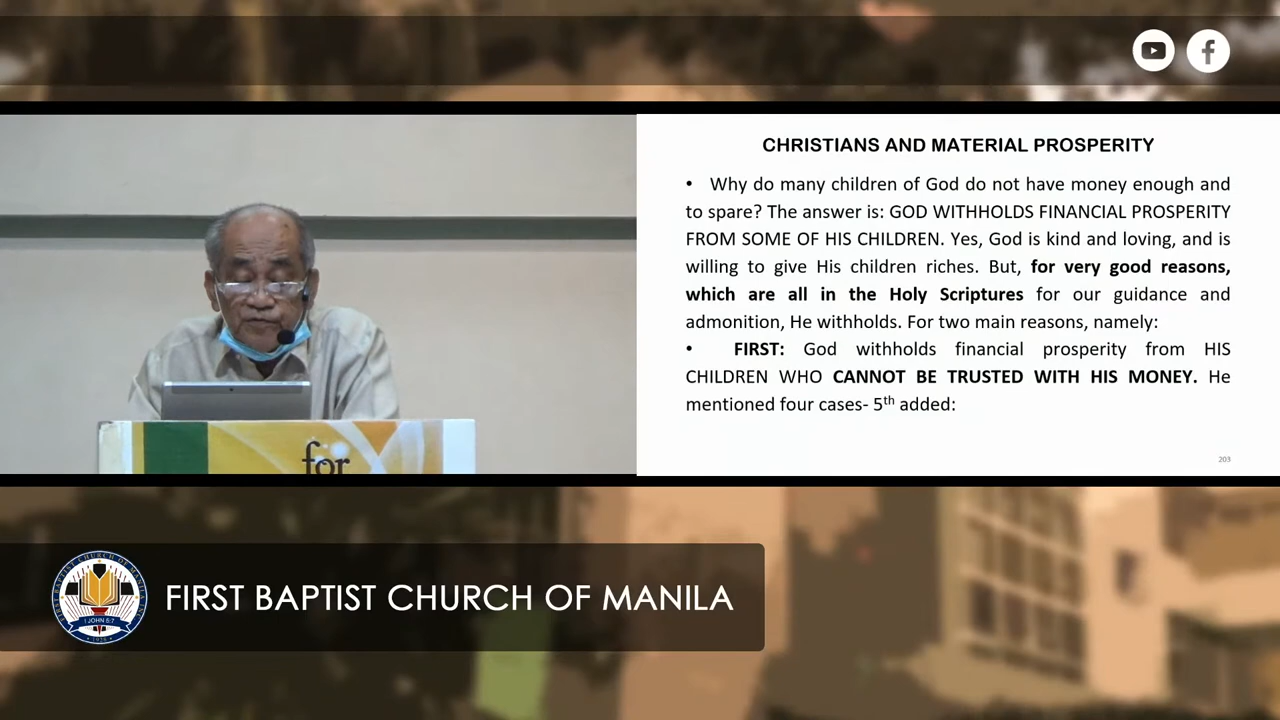 CHRISTIANS AND MATERIAL PROSPERITY
• Why do many children of God do not have money enough and
to spare? The answer is: GOD WITHHOLDS FINANCIAL PROSPERITY
FROM SOME OF HIS CHILDREN. Yes, God is kind and loving, and is
willing to give His children riches. But, for very good reasons,
which are all in the Holy Scriptures for our guidance and
admonition, He withholds. For two main reasons, namely:
• FIRST: God withholds financial prosperity from HIS
CHILDREN WHO CANNOT BE TRUSTED WITH HIS MONEY. He
mentioned four cases- 5th added:
203
for
I JOHN 5:7
FIRST BAPTIST CHURCH OF MANILA